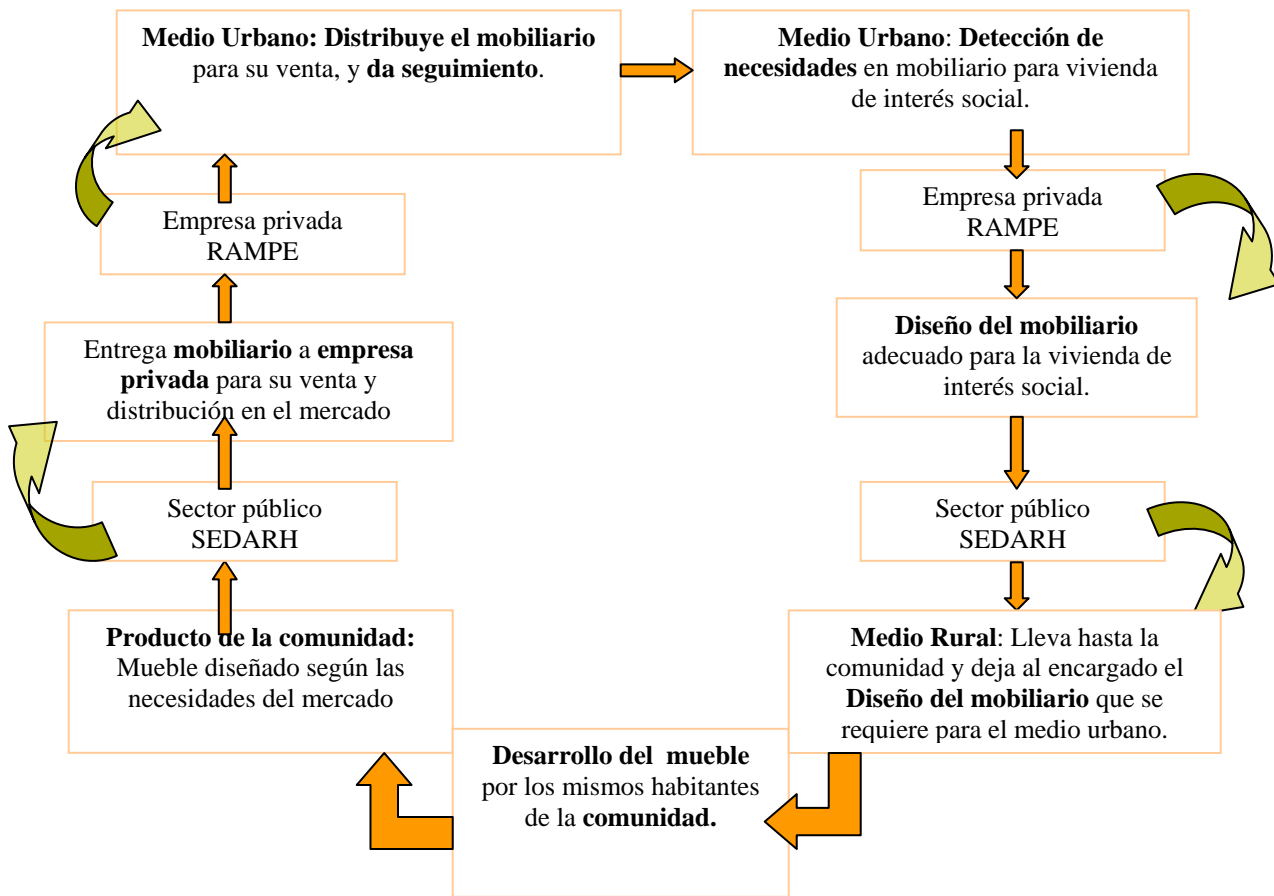 Medio Urbano: Distribuye el mobiliario
para su venta, y da seguimiento.
Medio Urbano: Detección de
necesidades en mobiliario para vivienda
de interés social.
Empresa privada
RAMPE
Diseño del mobiliario
adecuado para la vivienda de
interés social.
Sector público
SEDARH
Medio Rural: Lleva hasta la
comunidad y deja al encargado el
Diseño del mobiliario que se
requiere para el medio urbano.
Desarrollo del mueble
por los mismos habitantes
de la comunidad.
Producto de la comunidad:
Mueble diseñado según las
necesidades del mercado
Sector público
SEDARH
Entrega mobiliario a empresa
privada para su venta y
distribución en el mercado
Empresa privada
RAMPE